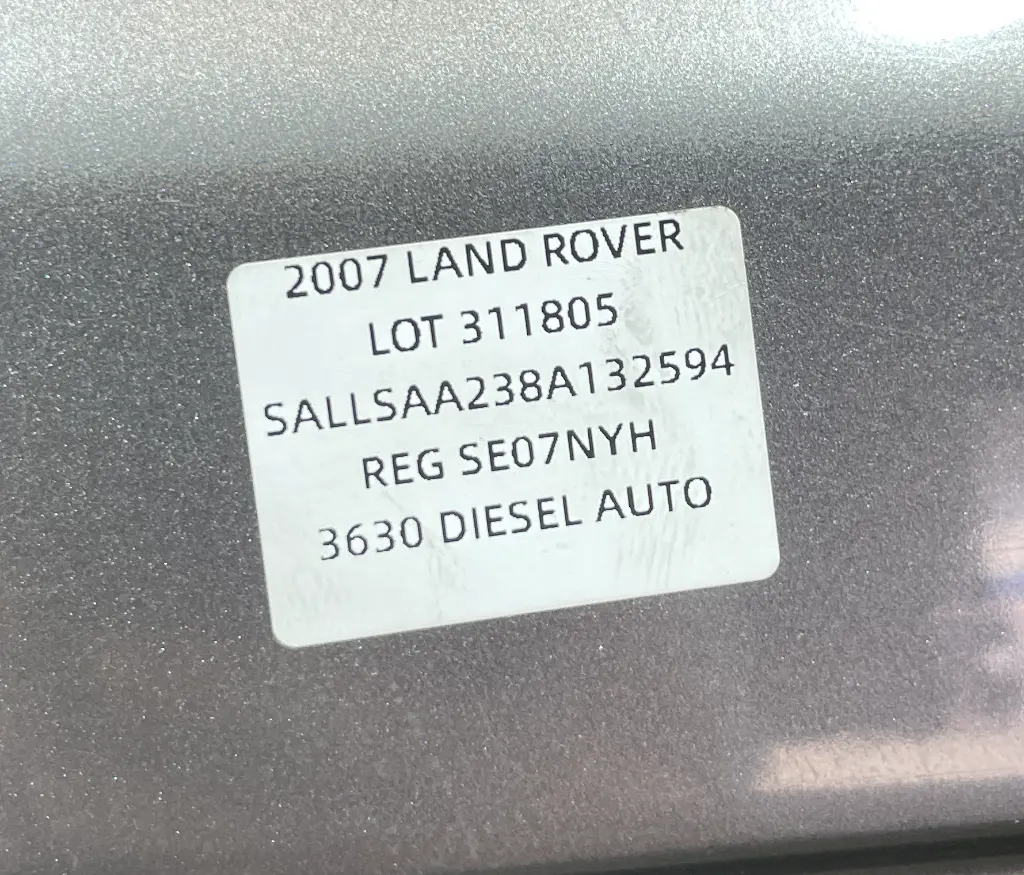 2007 LAND ROVER
LOT 311805
SALLSAA238A132594
REG SE07NYH
3630 DIESEL AUTO